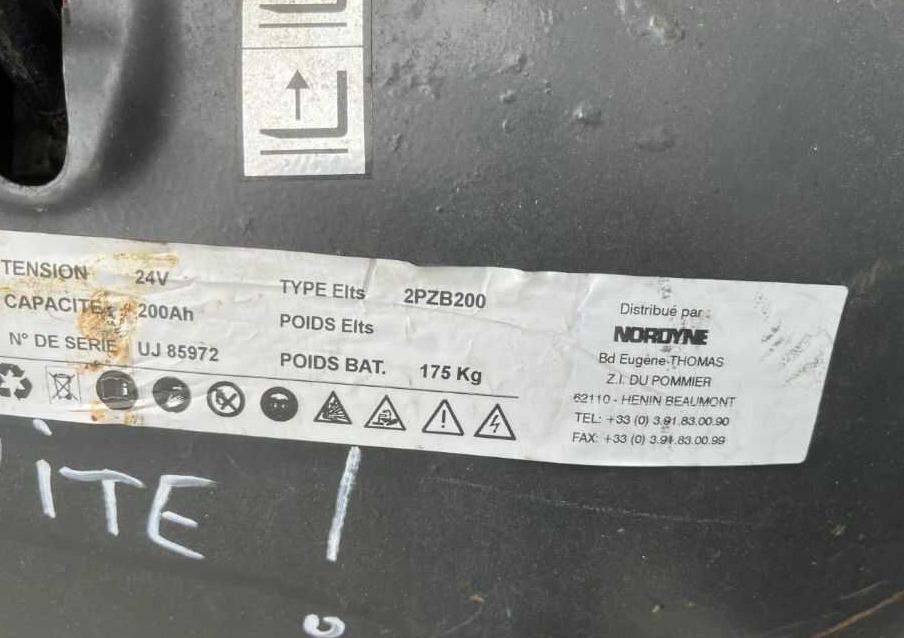 TENSION 24V
CAPACITE 200Ah
N° DE SERIE UJ 85972
TYPE Elts 2PZB200
POIDS Elts
POIDS BAT. 175 Kg
Distribué par :
NORDYNE
Bd Eugène THOMAS
Z.I. DU POMMIER
62110 - HENIN BEAUMONT
TEL: +33 (0) 3.91.83.00.90
FAX: +33 (0) 3.91.83.00.99
iTE